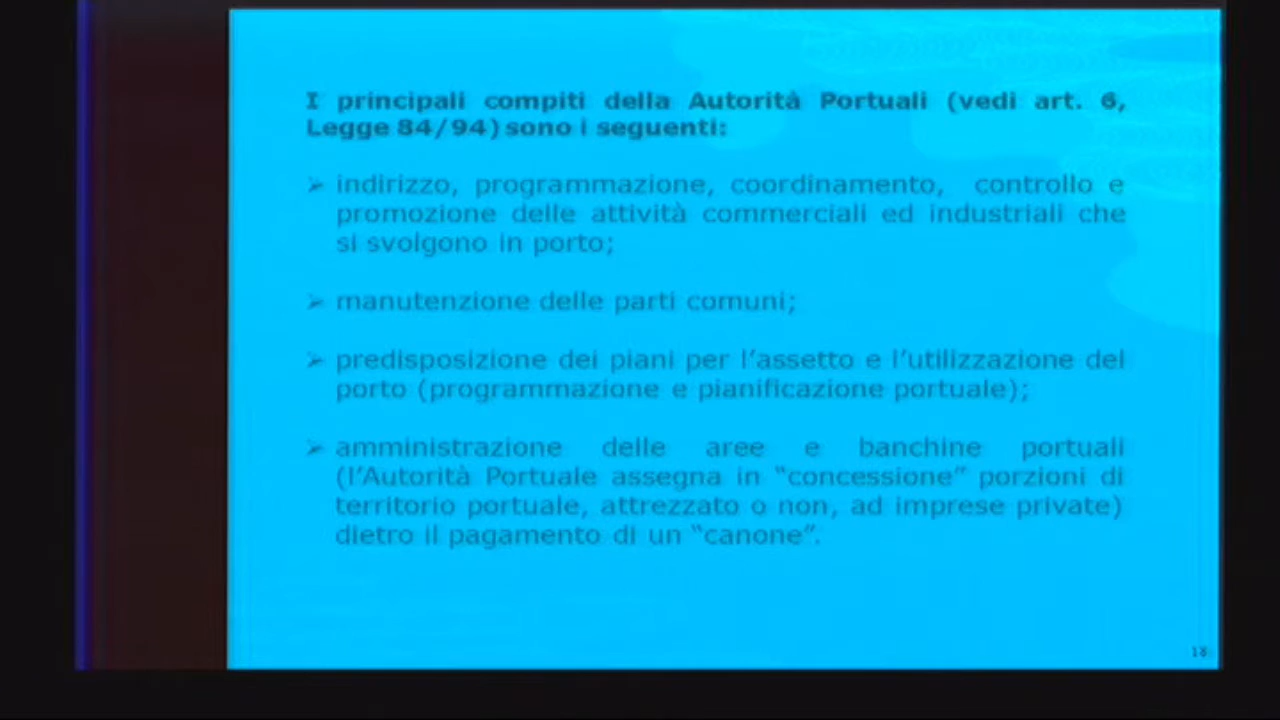 I principali compiti della Autorità Portuali (vedi art. 6,
Legge 84/94) sono i seguenti:
➢ indirizzo, programmazione, coordinamento, controllo e
promozione delle attività commerciali ed industriali che
si svolgono in porto;
➢ manutenzione delle parti comuni;
➢ predisposizione dei piani per l’assetto e l’utilizzazione del
porto (programmazione e pianificazione portuale);
➢ amministrazione delle aree e banchine portuali
(l’Autorità Portuale assegna in “concessione” porzioni di
territorio portuale, attrezzato o non, ad imprese private)
dietro il pagamento di un “canone”.
18